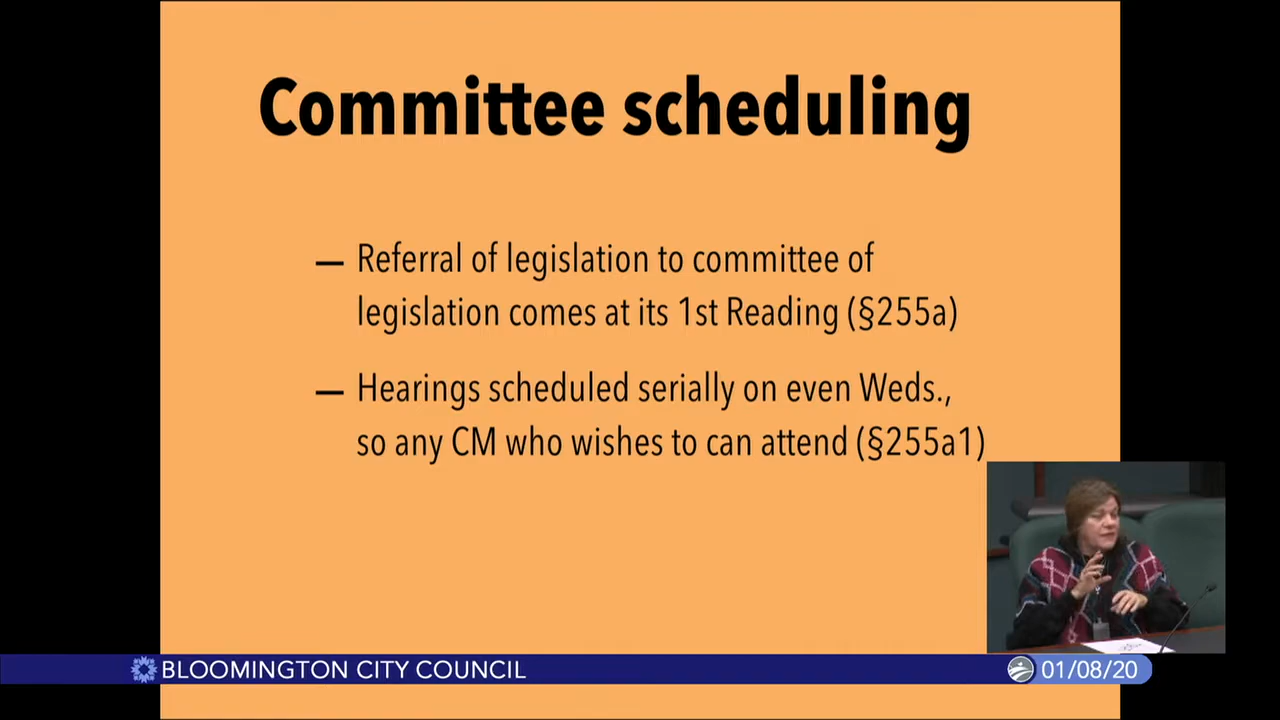 Committee scheduling
— Referral of legislation to committee of
legislation comes at its 1st Reading (§255a)
— Hearings scheduled serially on even Weds.,
so any CM who wishes to can attend (§255a1)
BLOOMINGTON CITY COUNCIL
01/08/20